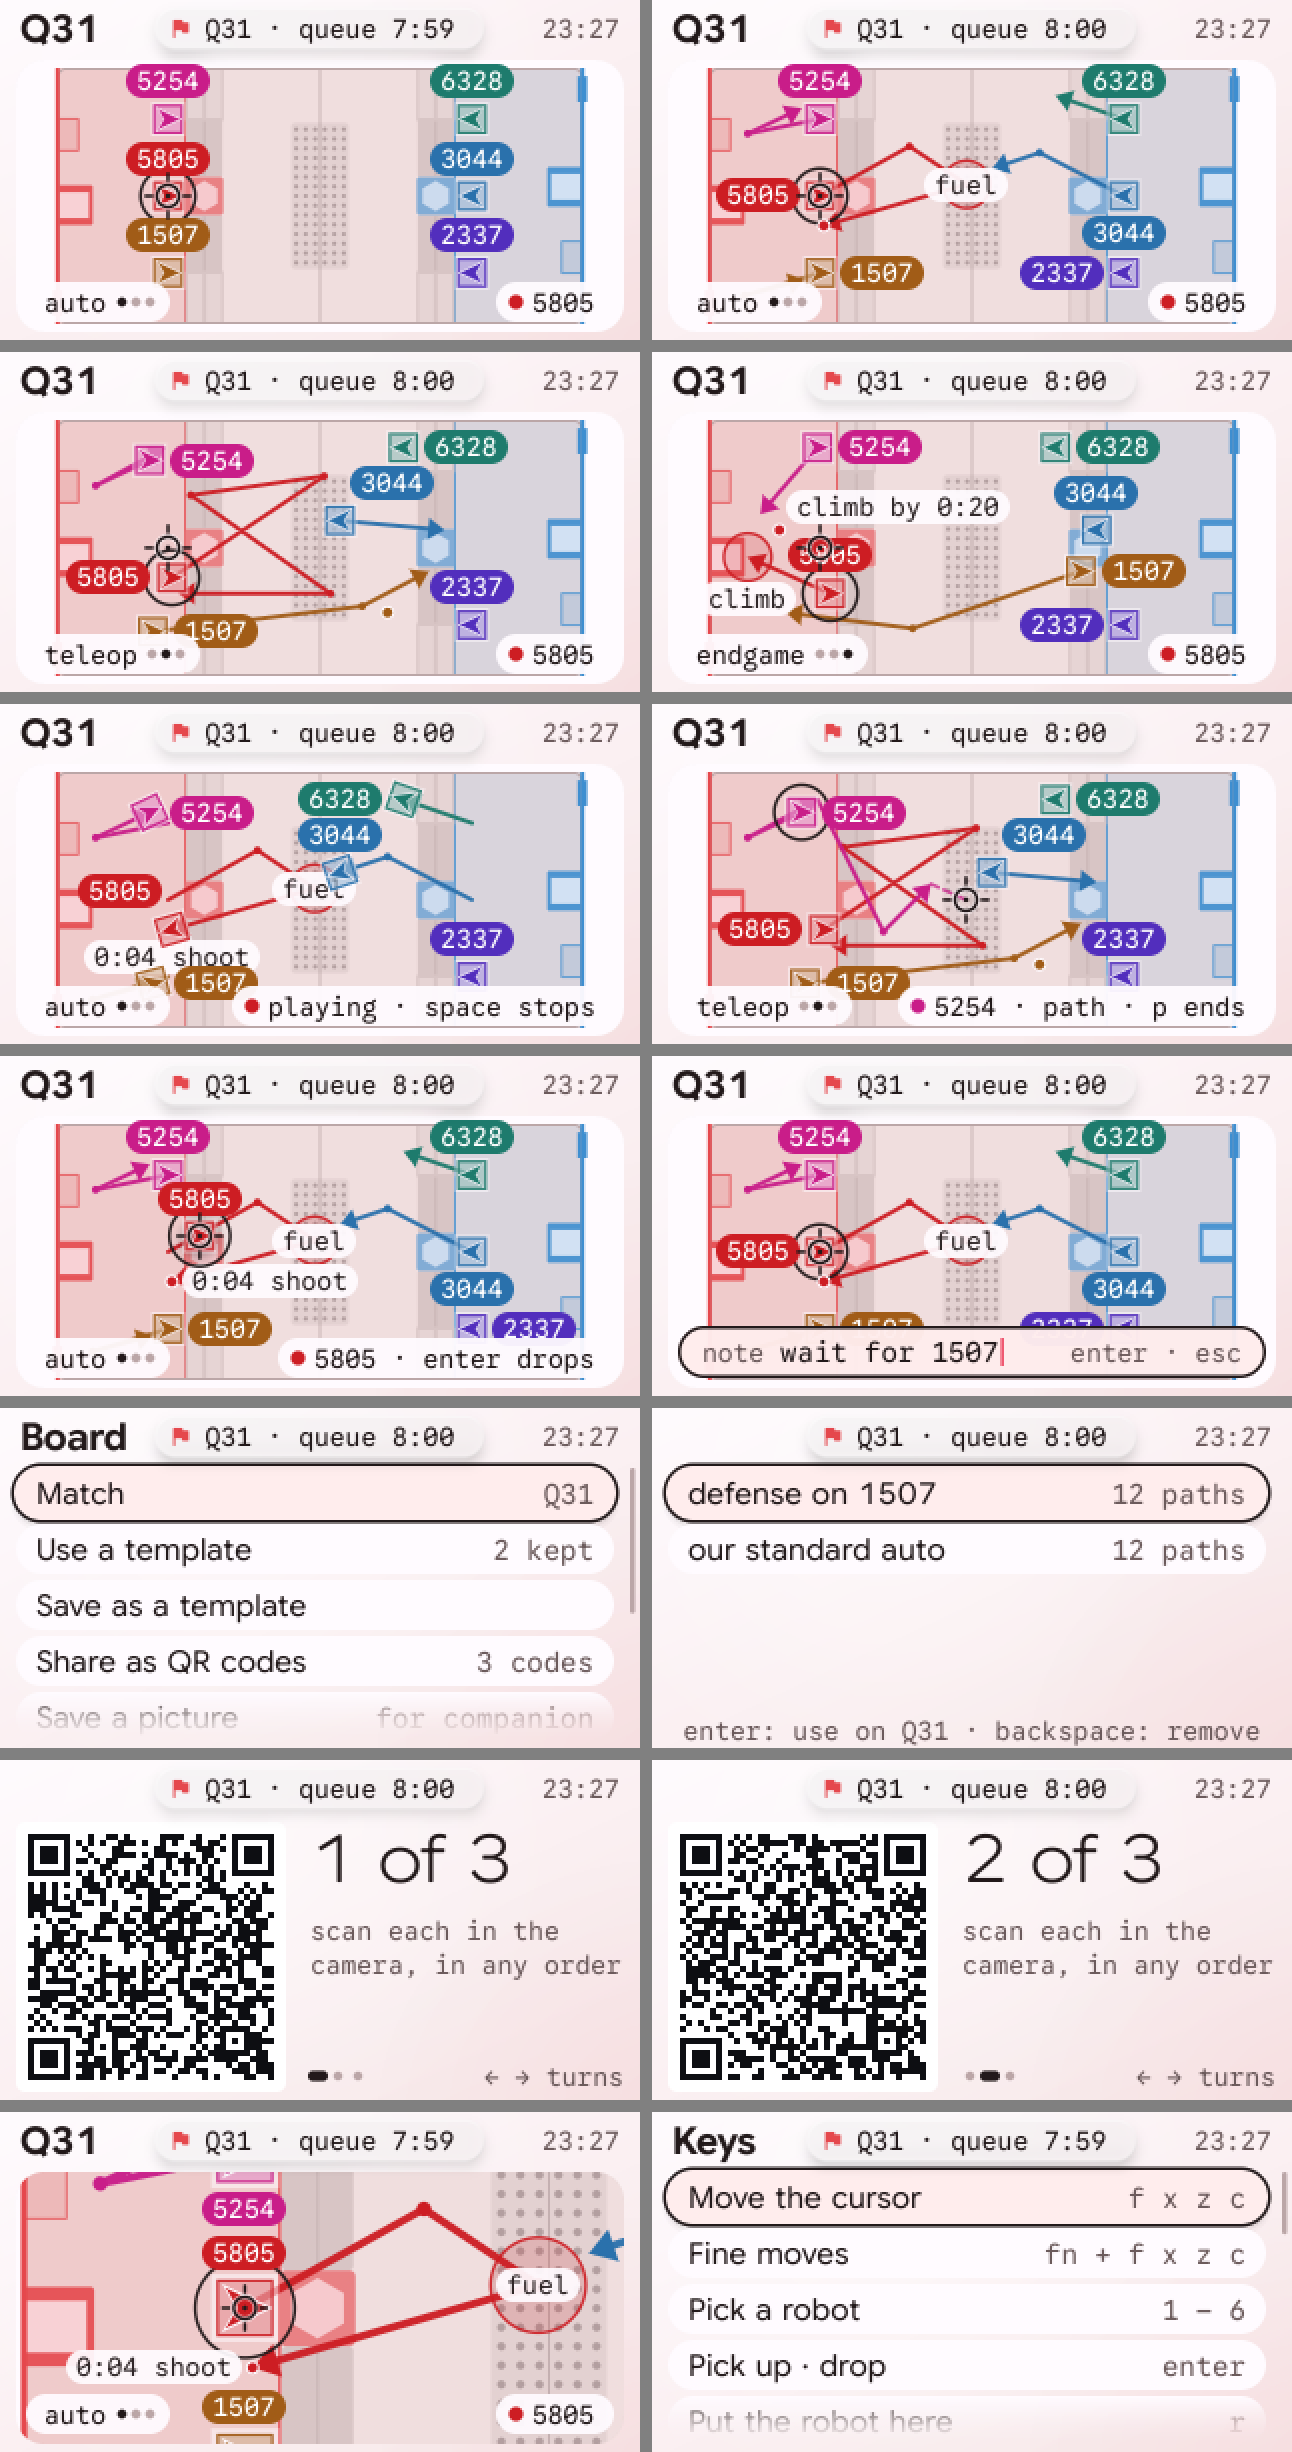 Q31 Q31 · queue 7:59 23:27
5254 6328
5805 3044
1507 2337
auto 5805
Q31 Q31 · queue 8:00 23:27
5254 6328
fuel
5805
3044
1507 2337
auto 5805
Q31 Q31 · queue 8:00 23:27
5254 6328
3044
5805 2337
1507
teleop 5805
Q31 Q31 · queue 8:00 23:27
5254 6328
3044
climb by 0:20
5805
1507
climb
2337
endgame 5805
Q31 Q31 · queue 8:00 23:27
6328
5254
3044
5805 fuel
2337
0:04 shoot
1507
auto playing · space stops
Q31 Q31 · queue 8:00 23:27
5254 6328
3044
5805 2337
1507
teleop 5254 · path · p ends
Q31 Q31 · queue 8:00 23:27
5254 6328
5805
fuel
0:04 shoot
3044
1507 2337
auto 5805 · enter drops
Q31 Q31 · queue 8:00 23:27
5254 6328
fuel
5805
3044
note wait for 1507 enter · esc
Board Q31 · queue 8:00 23:27
Match Q31
Use a template 2 kept
Save as a template
Share as QR codes 3 codes
Save a picture for companion
Q31 · queue 8:00 23:27
defense on 1507 12 paths
our standard auto 12 paths
enter: use on Q31 · backspace: remove
Q31 · queue 8:00 23:27
1 of 3
scan each in the
camera, in any order
← → turns
Q31 · queue 8:00 23:27
2 of 3
scan each in the
camera, in any order
← → turns
Q31 Q31 · queue 7:59 23:27
5254
5805
fuel
0:04 shoot
1507
auto 5805
Keys Q31 · queue 7:59 23:27
Move the cursor f x z c
Fine moves fn + f x z c
Pick a robot 1 – 6
Pick up · drop enter
Put the robot here r